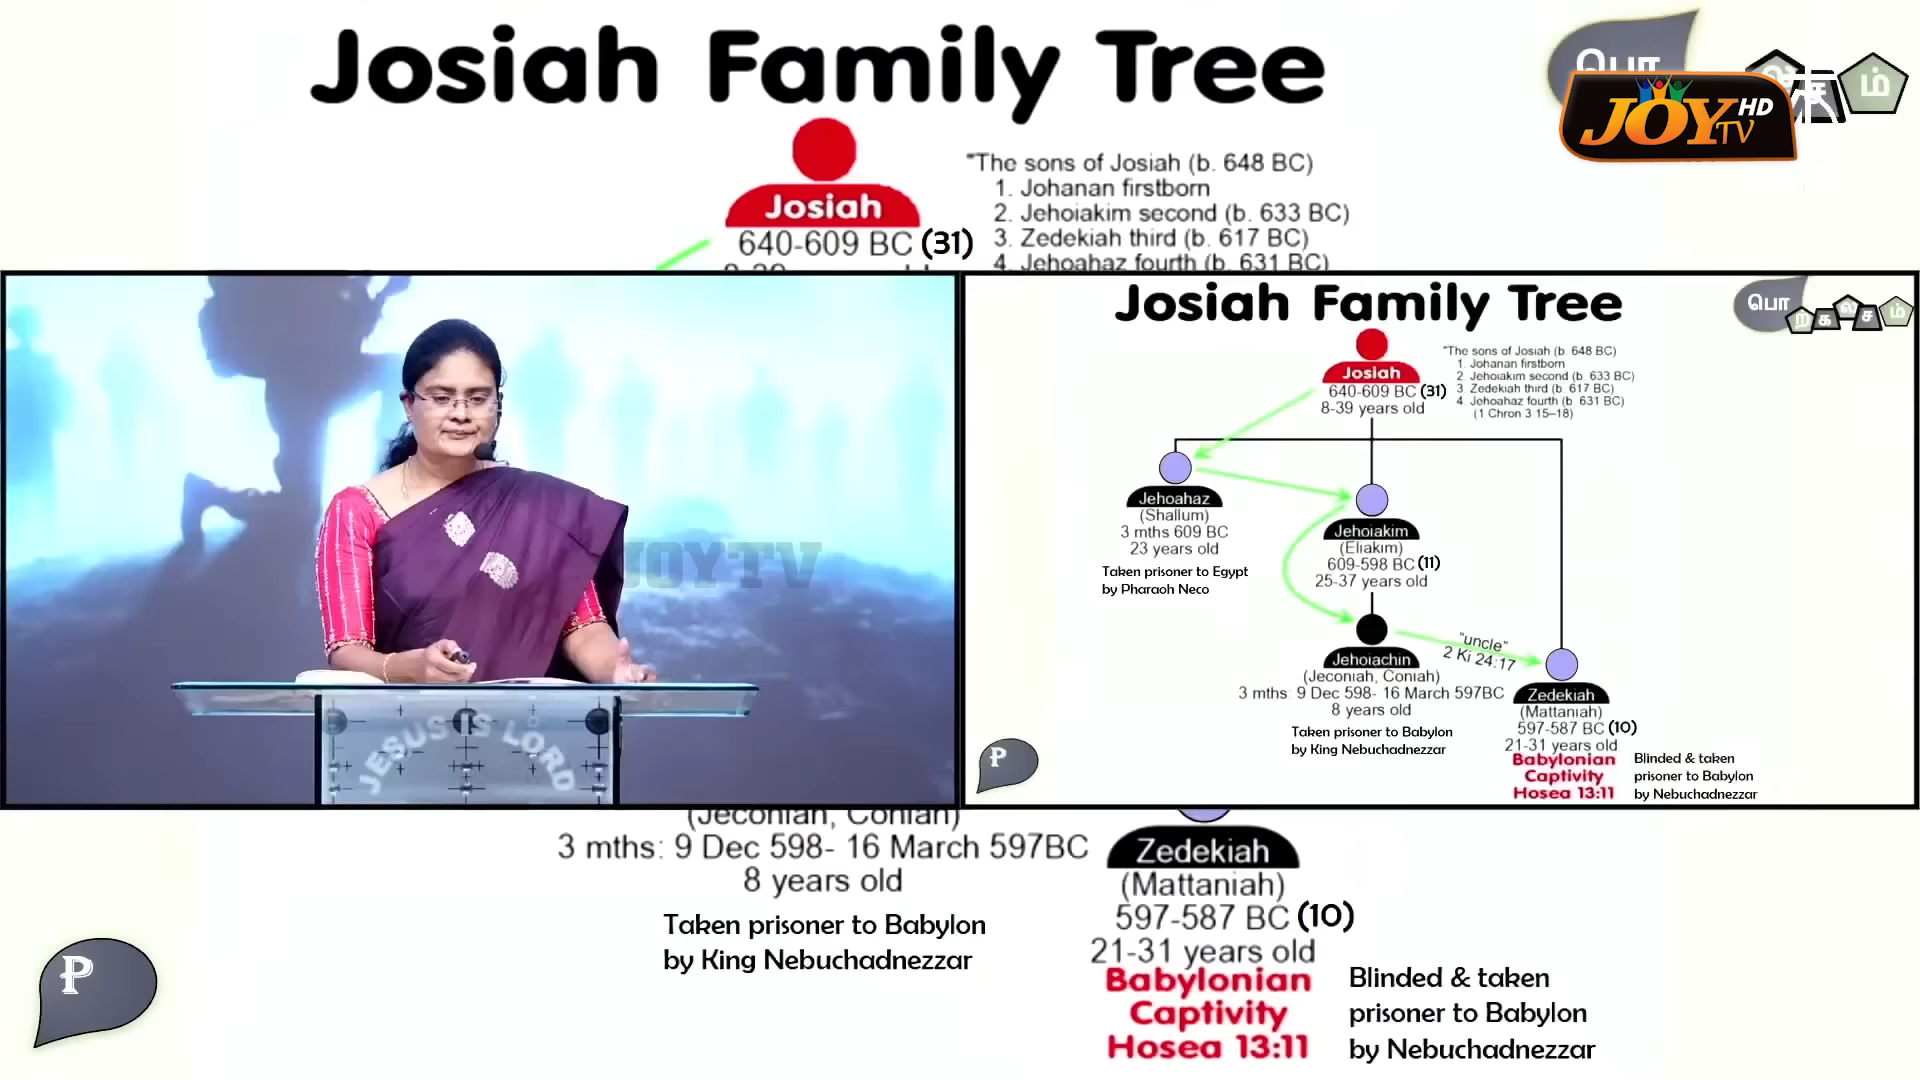 Josiah Family Tree
பொ
ம்
JOY TV HD
Josiah
640-609 BC (31)
"The sons of Josiah (b. 648 BC)
1. Johanan firstborn
2. Jehoiakim second (b. 633 BC)
3. Zedekiah third (b. 617 BC)
4. Jehoahaz fourth (b. 631 BC)
JOYTV
JESUS IS LORD
Josiah Family Tree
பொ
ற க ல ச ம்
Josiah
640-609 BC (31)
8-39 years old
"The sons of Josiah (b. 648 BC)
1. Johanan firstborn
2. Jehoiakim second (b. 633 BC)
3. Zedekiah third (b. 617 BC)
4. Jehoahaz fourth (b. 631 BC)
(1 Chron 3 15–18)
Jehoahaz
(Shallum)
3 mths 609 BC
23 years old
Taken prisoner to Egypt
by Pharaoh Neco
Jehoiakim
(Eliakim)
609-598 BC (11)
25-37 years old
"uncle"
2 Ki 24:17
Jehoiachin
(Jeconiah, Coniah)
3 mths: 9 Dec 598- 16 March 597BC
8 years old
Taken prisoner to Babylon
by King Nebuchadnezzar
Zedekiah
(Mattaniah)
597-587 BC (10)
21-31 years old
Babylonian
Captivity
Hosea 13:11
Blinded & taken
prisoner to Babylon
by Nebuchadnezzar
P
(Jeconiah, Coniah)
3 mths: 9 Dec 598- 16 March 597BC
8 years old
Taken prisoner to Babylon
by King Nebuchadnezzar
Zedekiah
(Mattaniah)
597-587 BC (10)
21-31 years old
Babylonian
Captivity
Hosea 13:11
Blinded & taken
prisoner to Babylon
by Nebuchadnezzar
P